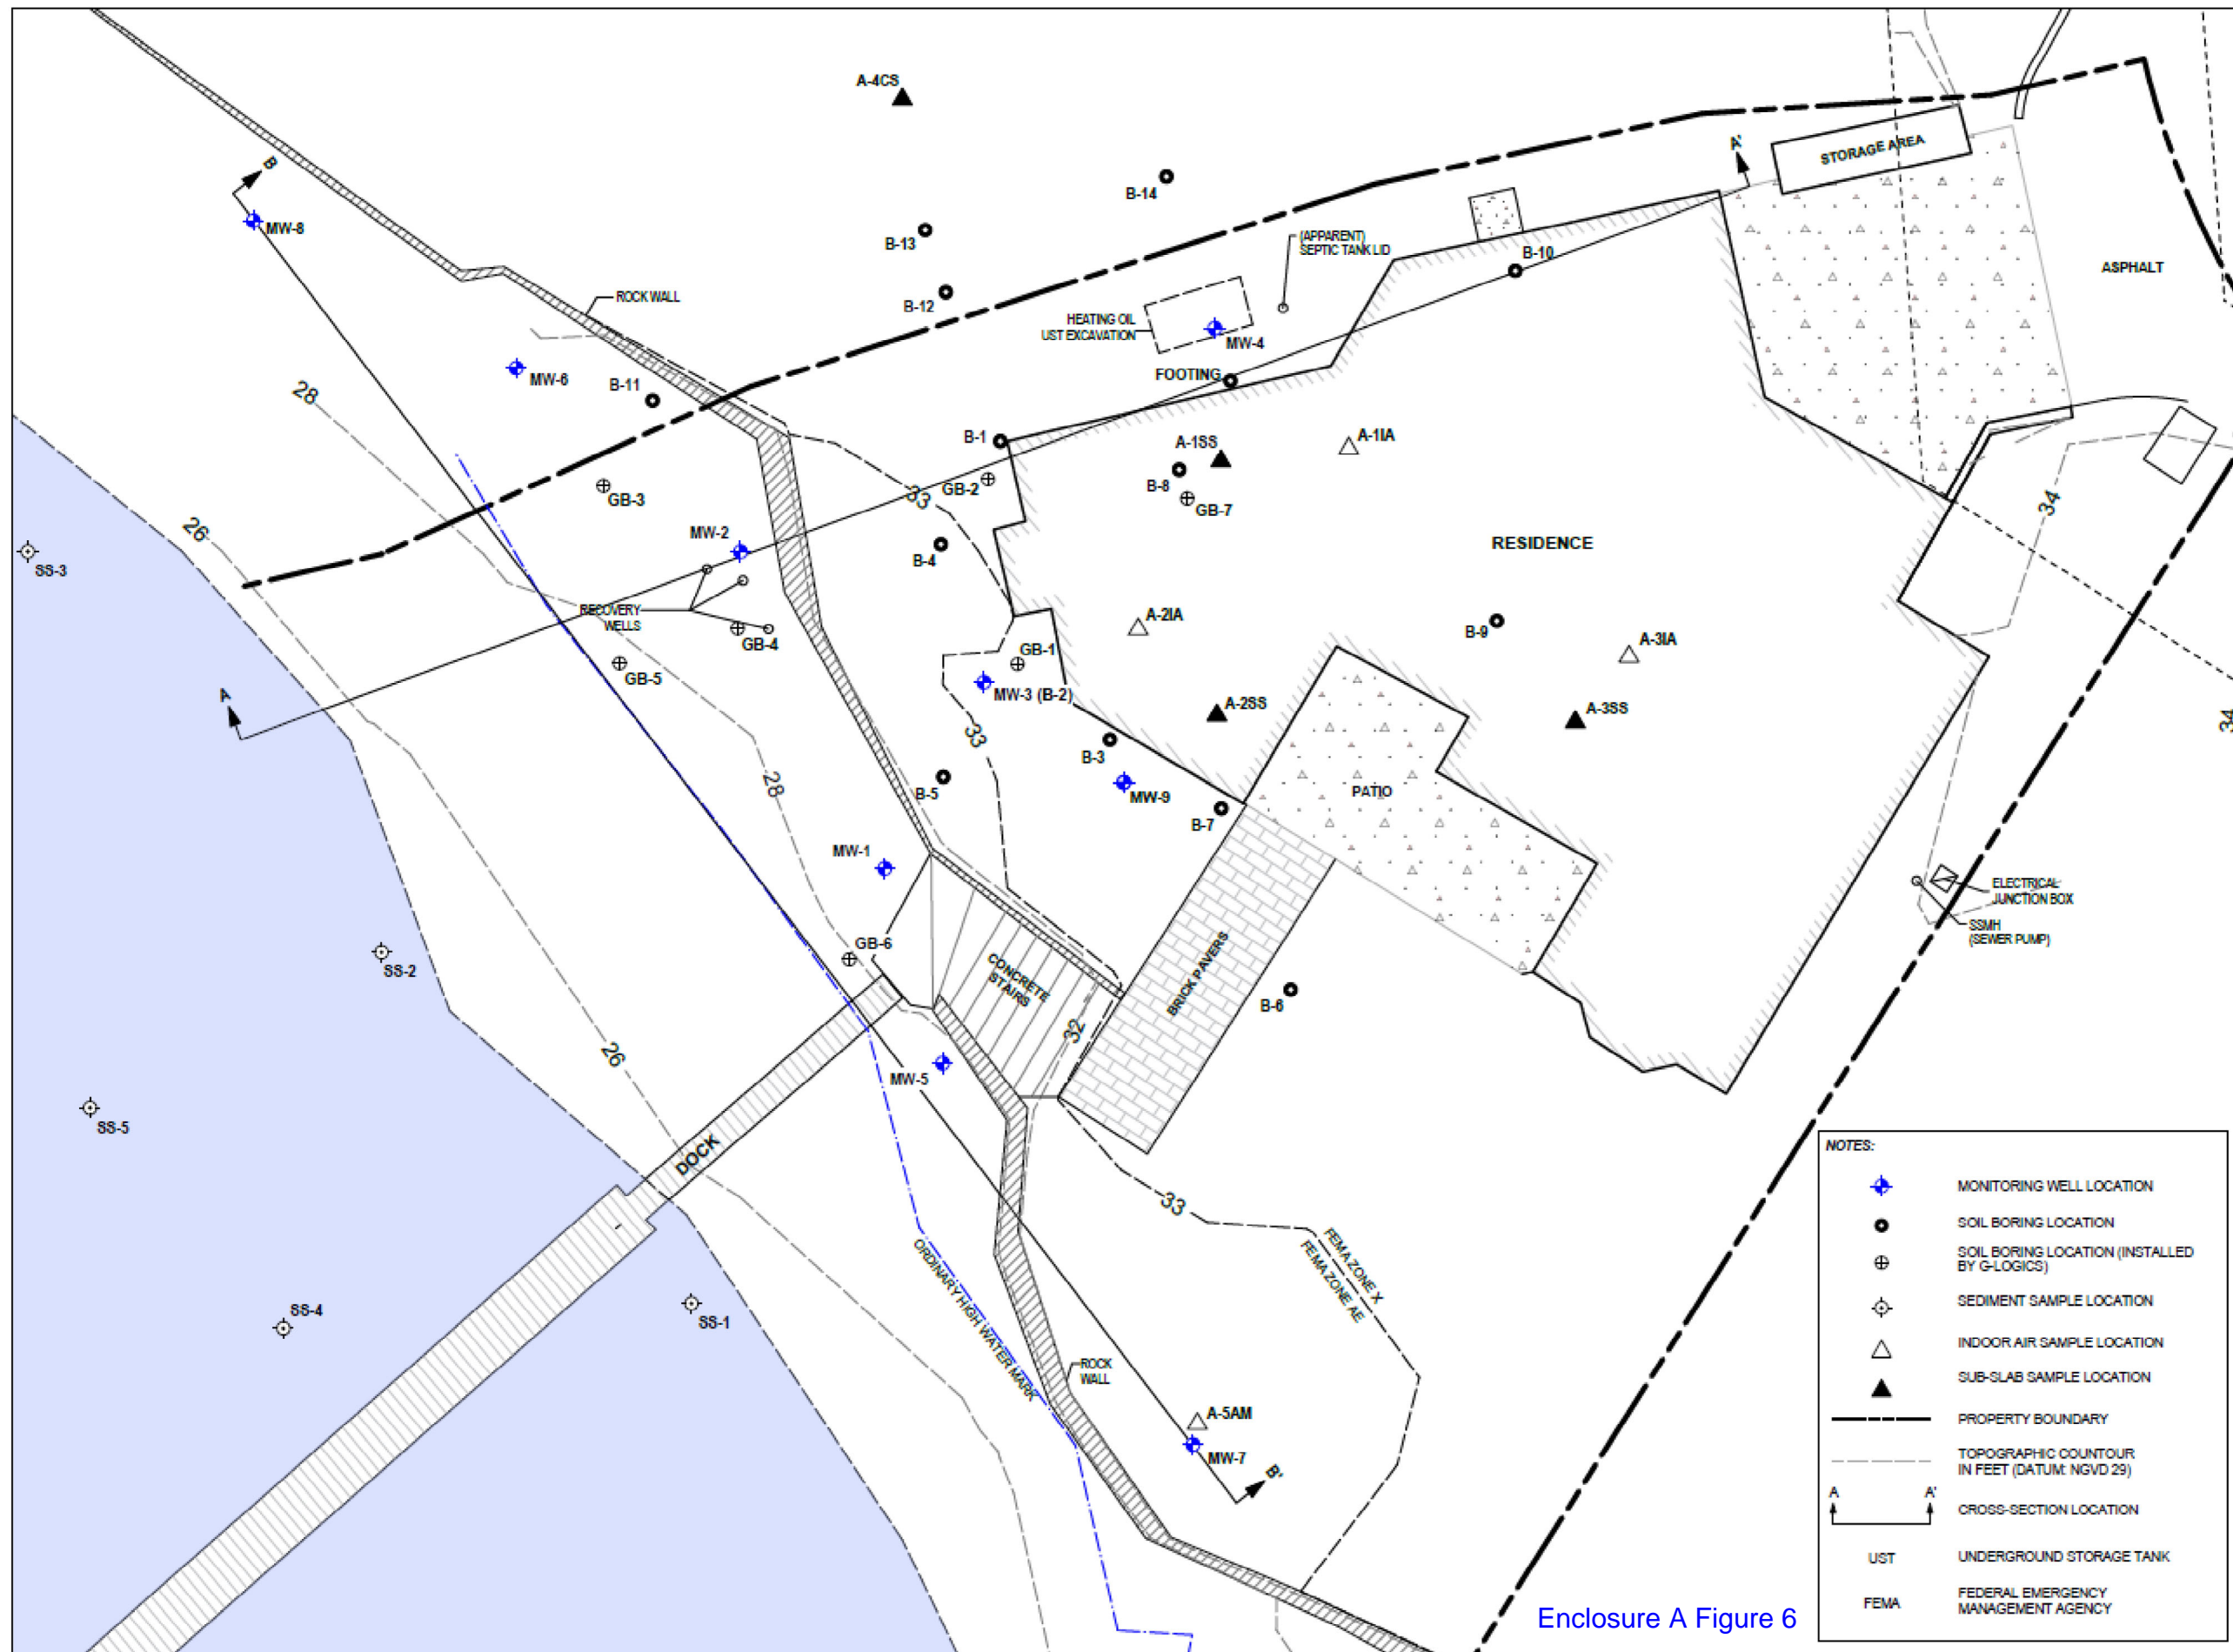 A-4CS
B
MW-8
B-14
B-13
B-12
A'
STORAGE AREA
(APPARENT)
SEPTIC TANK LID
B-10
ASPHALT
ROCK WALL
HEATING OIL
UST EXCAVATION
MW-4
FOOTING
MW-6
B-11
28
B-1
A-1SS
A-1IA
B-8
GB-2
GB-7
33
GB-3
34
26
MW-2
B-4
RESIDENCE
SS-3
RECOVERY
WELLS
GB-4
GB-5
A-2IA
B-9
A-3IA
GB-1
MW-3 (B-2)
A
A-2SS
A-3SS
34
33
B-3
28
B-5
MW-9
PATIO
B-7
MW-1
ELECTRICAL
JUNCTION BOX
SSMH
(SEWER PUMP)
GB-6
SS-2
CONCRETE
STAIRS
BRICK PAVERS
B-6
32
26
MW-5
SS-5
DOCK
33
FEMA ZONE X
FEMA ZONE AE
ORDINARY HIGH WATER MARK
SS-4
SS-1
ROCK
WALL
A-5AM
MW-7
B'
NOTES:
MONITORING WELL LOCATION
SOIL BORING LOCATION
SOIL BORING LOCATION (INSTALLED
BY G-LOGICS)
SEDIMENT SAMPLE LOCATION
INDOOR AIR SAMPLE LOCATION
SUB-SLAB SAMPLE LOCATION
PROPERTY BOUNDARY
TOPOGRAPHIC COUNTOUR
IN FEET (DATUM: NGVD 29)
A A'
CROSS-SECTION LOCATION
UST UNDERGROUND STORAGE TANK
FEMA FEDERAL EMERGENCY
MANAGEMENT AGENCY
Enclosure A Figure 6